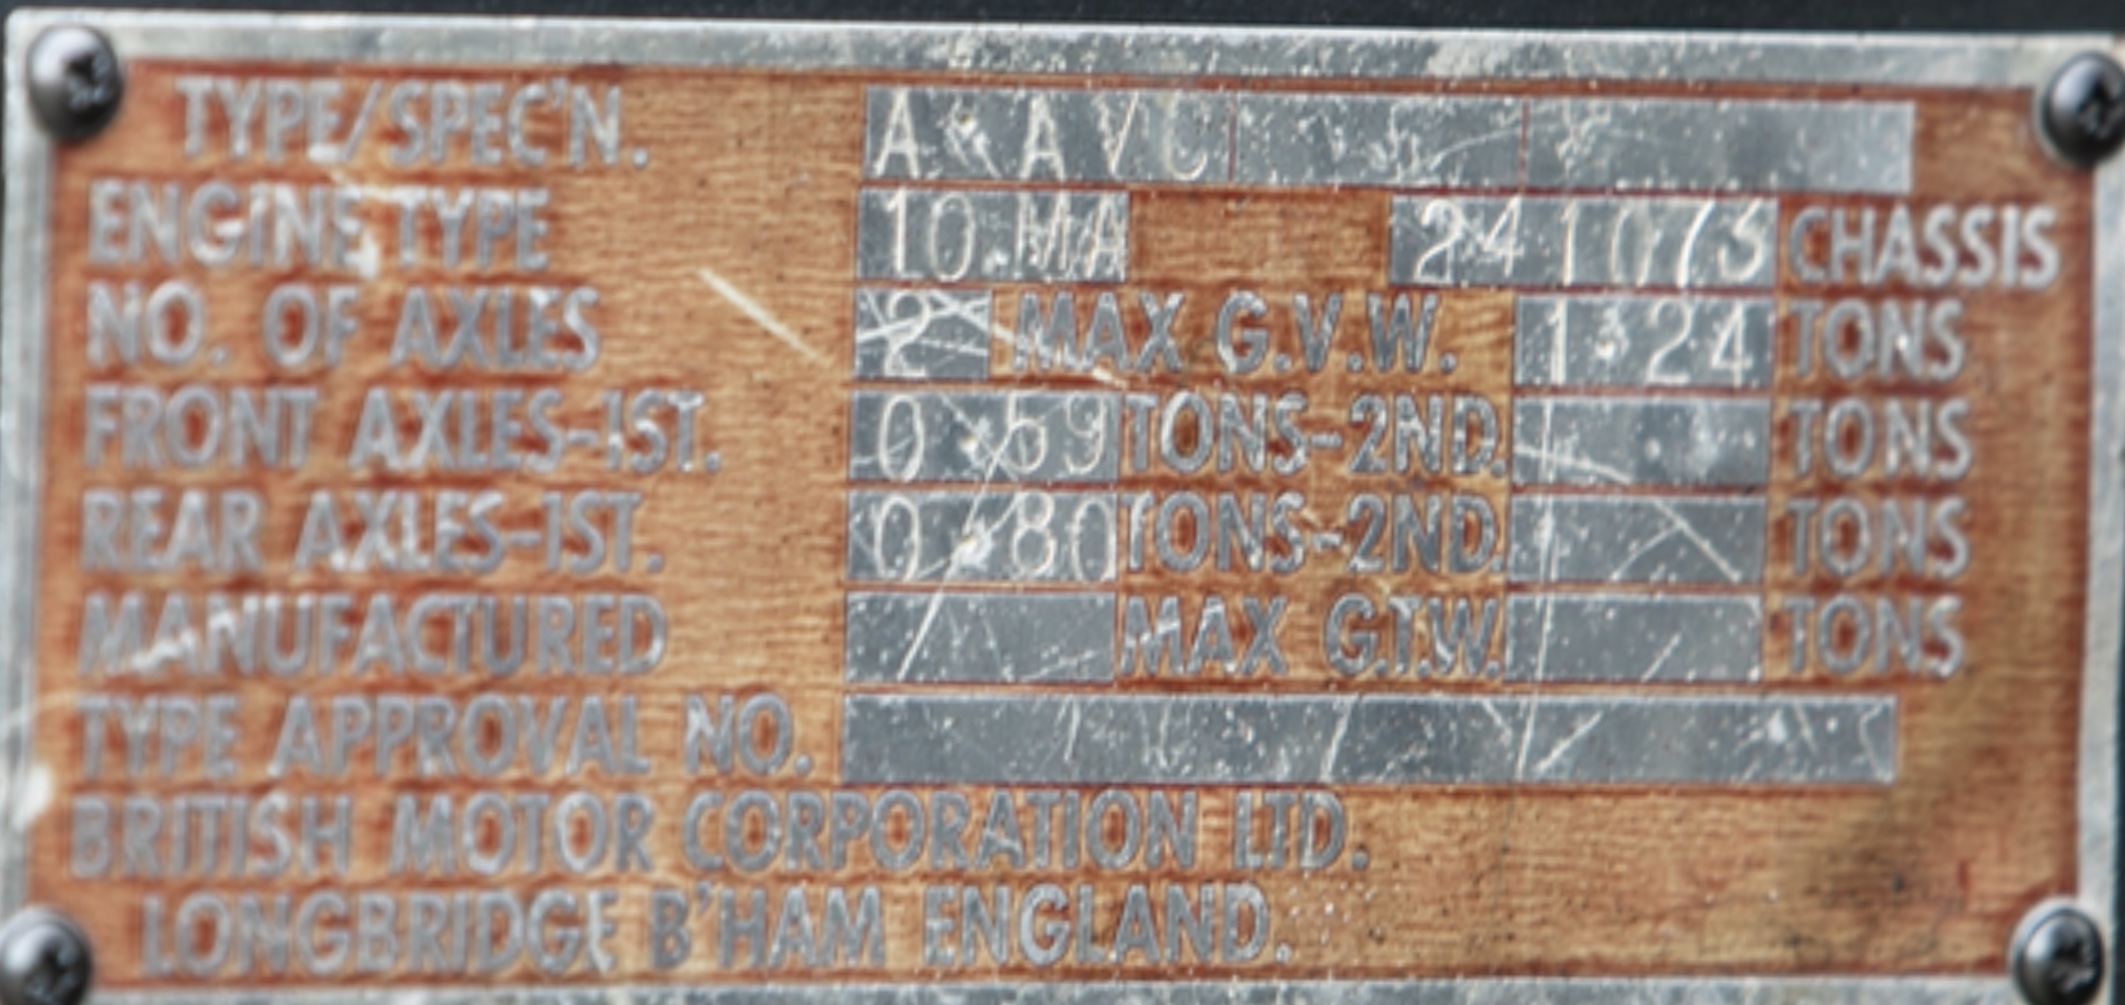 TYPE/SPEC'N. A AVC
ENGINE TYPE 10.MA 241073 CHASSIS
NO. OF AXLES 2 MAX G.V.W. 1·24 TONS
FRONT AXLES-1ST. 0·59 TONS-2ND. TONS
REAR AXLES-1ST. 0·80 TONS-2ND. TONS
MANUFACTURED MAX G.T.W. TONS
TYPE APPROVAL NO.
BRITISH MOTOR CORPORATION LTD.
LONGBRIDGE B'HAM ENGLAND.